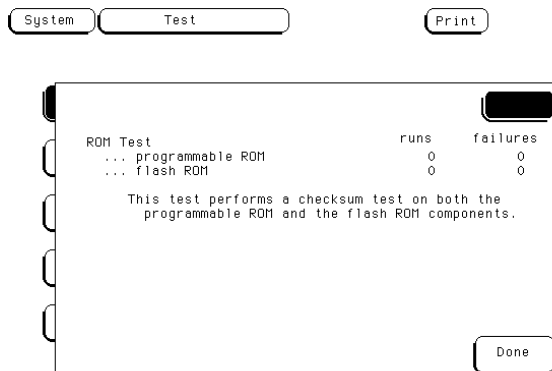 System Test Print
ROM Test runs failures
... programmable ROM 0 0
... flash ROM 0 0
This test performs a checksum test on both the
programmable ROM and the flash ROM components.
Done